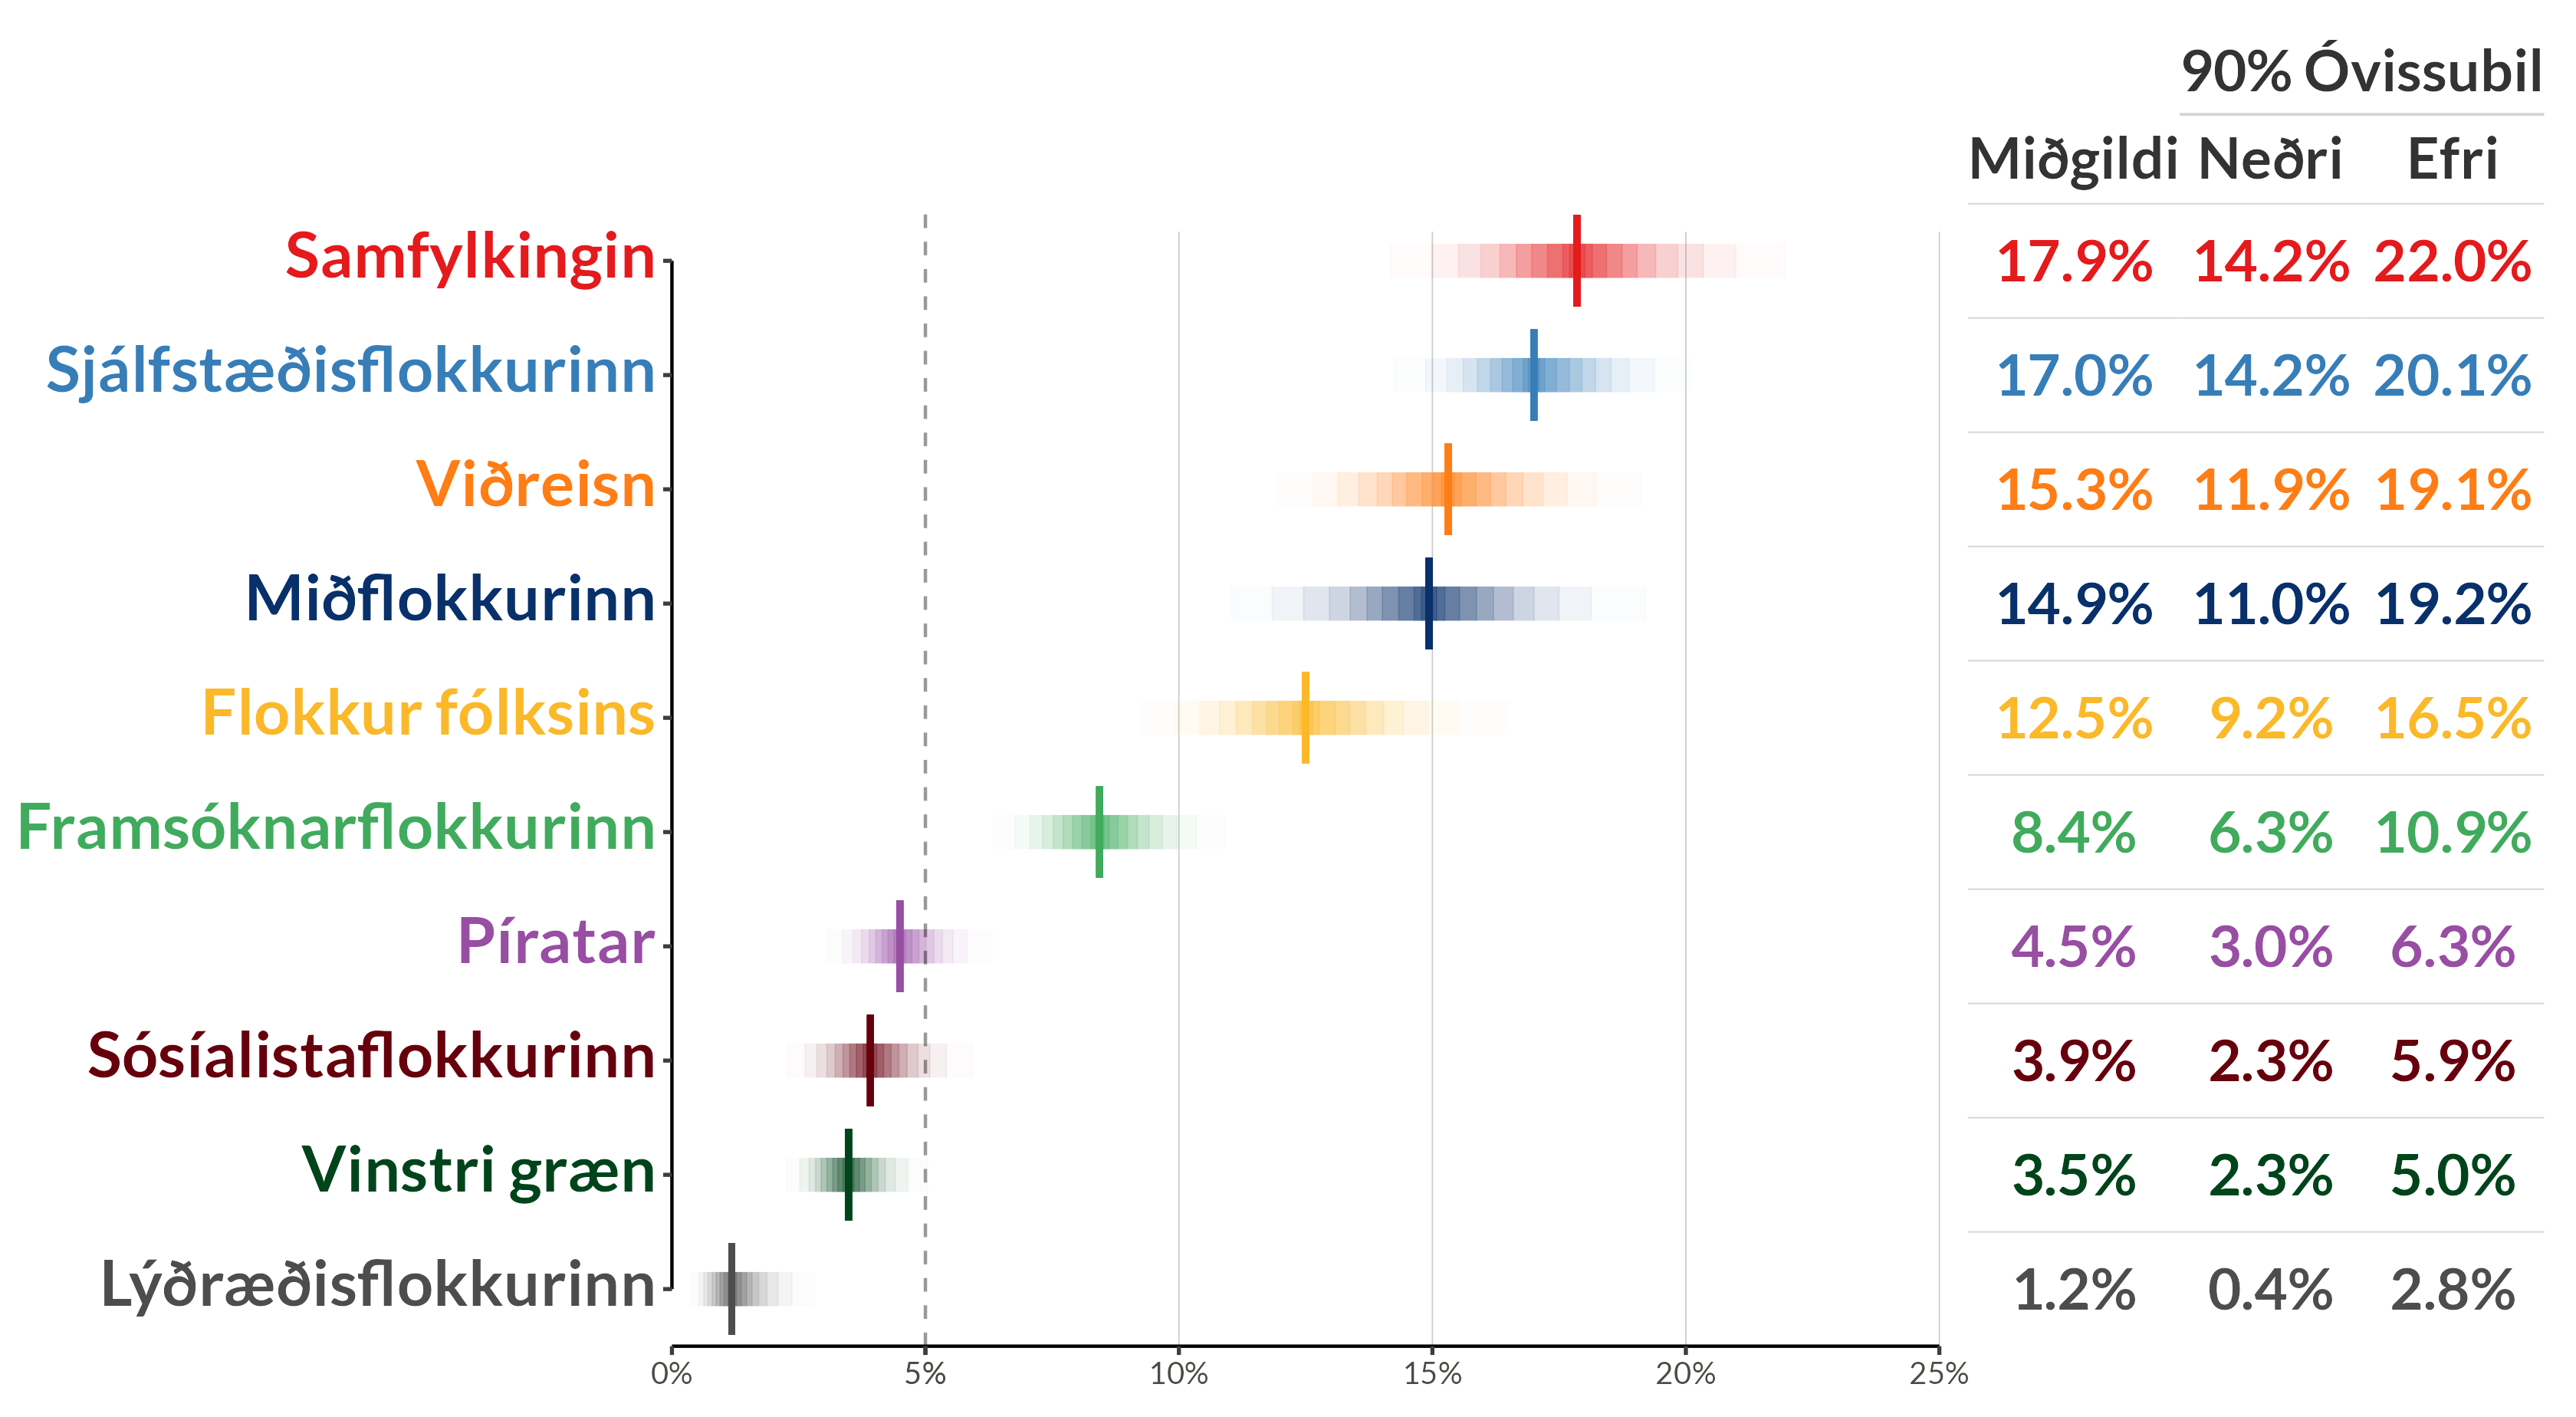 90% Óvissubil
Miðgildi Neðri Efri
Samfylkingin 17.9% 14.2% 22.0%
Sjálfstæðisflokkurinn 17.0% 14.2% 20.1%
Viðreisn 15.3% 11.9% 19.1%
Miðflokkurinn 14.9% 11.0% 19.2%
Flokkur fólksins 12.5% 9.2% 16.5%
Framsóknarflokkurinn 8.4% 6.3% 10.9%
Píratar 4.5% 3.0% 6.3%
Sósíalistaflokkurinn 3.9% 2.3% 5.9%
Vinstri græn 3.5% 2.3% 5.0%
Lýðræðisflokkurinn 1.2% 0.4% 2.8%
0% 5% 10% 15% 20% 25%